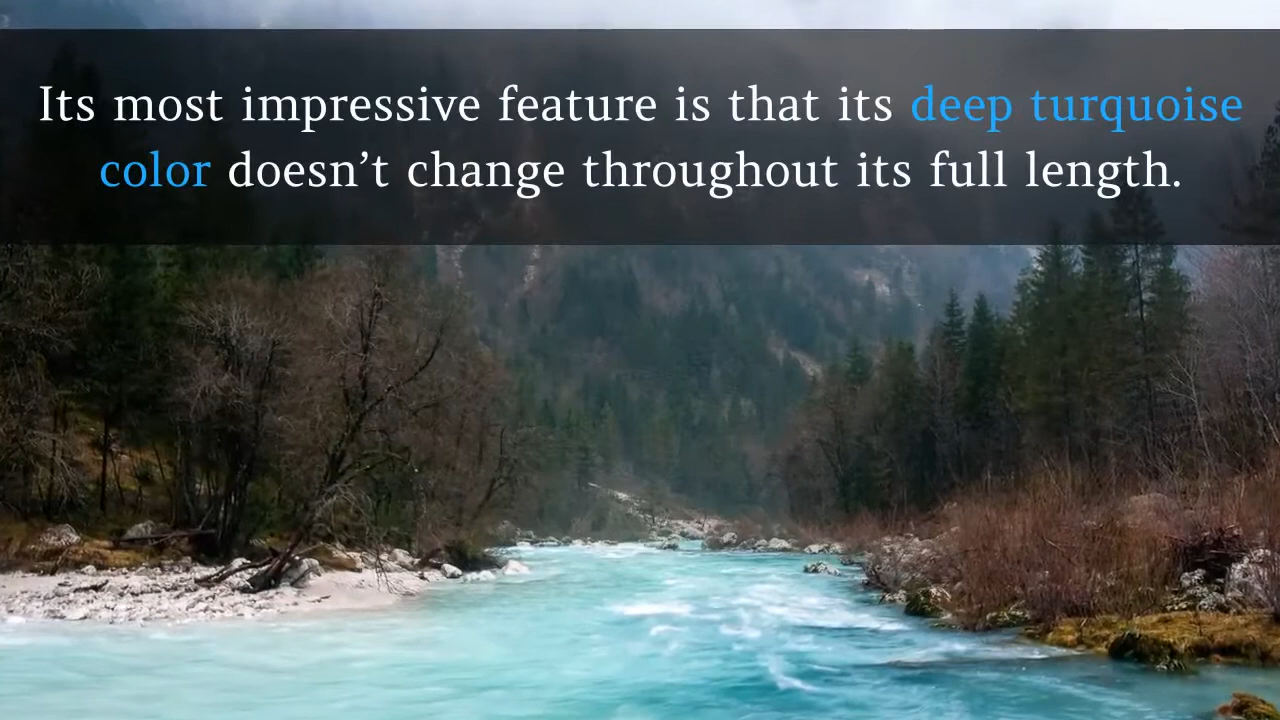 Its most impressive feature is that its deep turquoise
color doesn’t change throughout its full length.